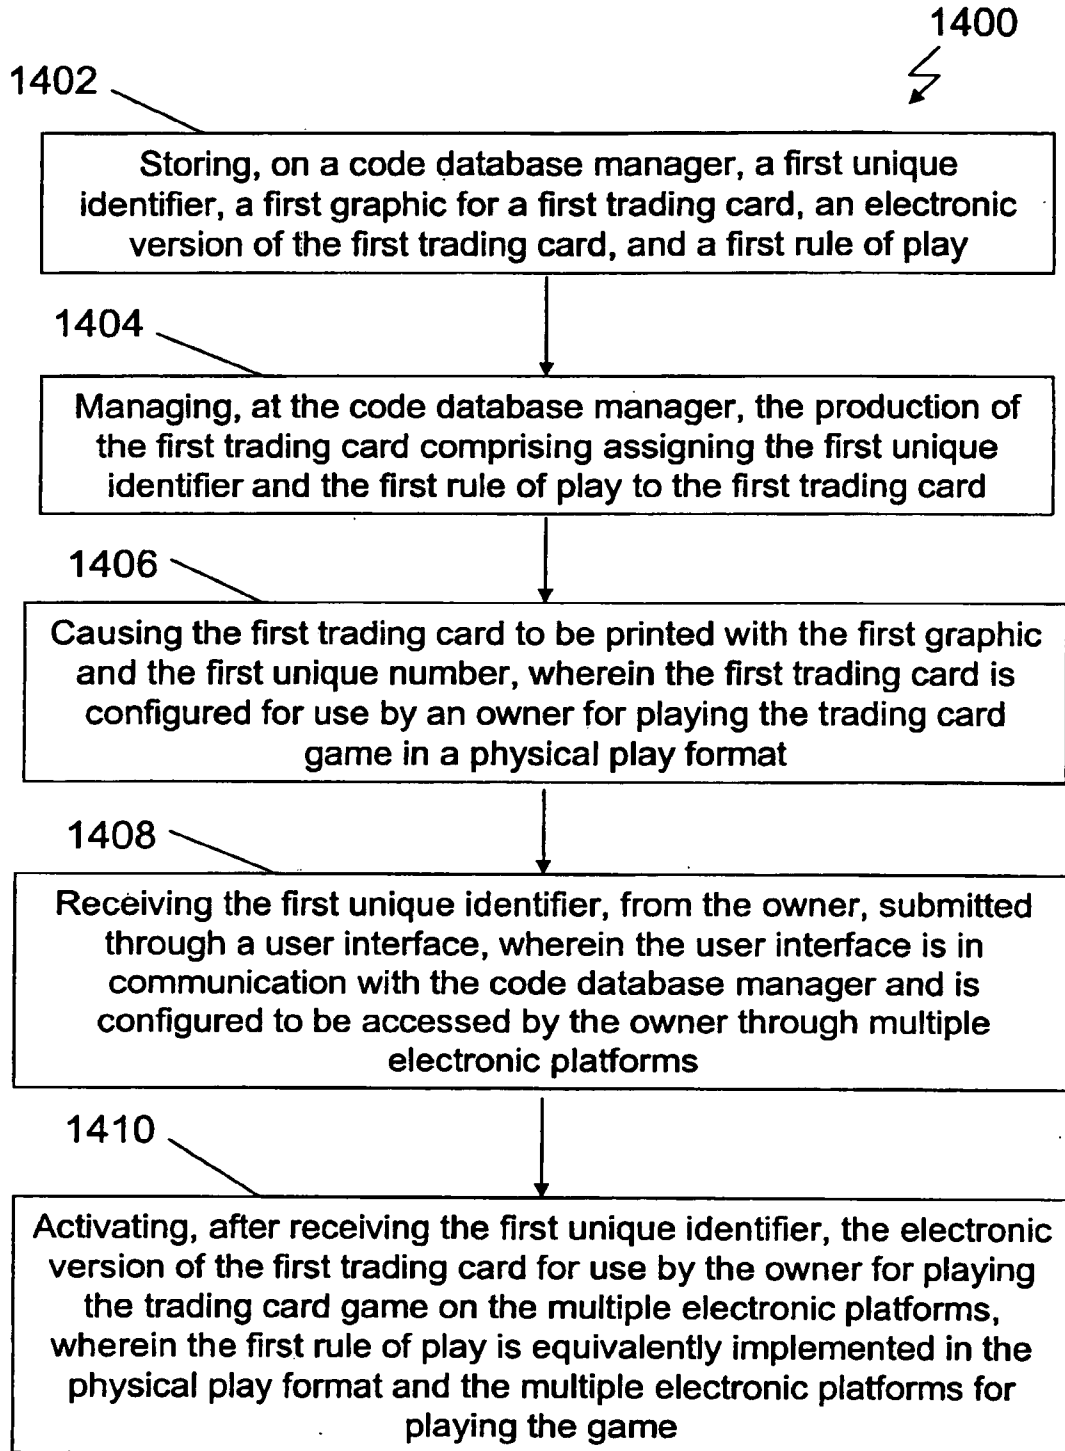 1400
1402
Storing, on a code database manager, a first unique
identifier, a first graphic for a first trading card, an electronic
version of the first trading card, and a first rule of play
1404
Managing, at the code database manager, the production of
the first trading card comprising assigning the first unique
identifier and the first rule of play to the first trading card
1406
Causing the first trading card to be printed with the first graphic
and the first unique number, wherein the first trading card is
configured for use by an owner for playing the trading card
game in a physical play format
1408
Receiving the first unique identifier, from the owner, submitted
through a user interface, wherein the user interface is in
communication with the code database manager and is
configured to be accessed by the owner through multiple
electronic platforms
1410
Activating, after receiving the first unique identifier, the electronic
version of the first trading card for use by the owner for playing
the trading card game on the multiple electronic platforms,
wherein the first rule of play is equivalently implemented in the
physical play format and the multiple electronic platforms for
playing the game